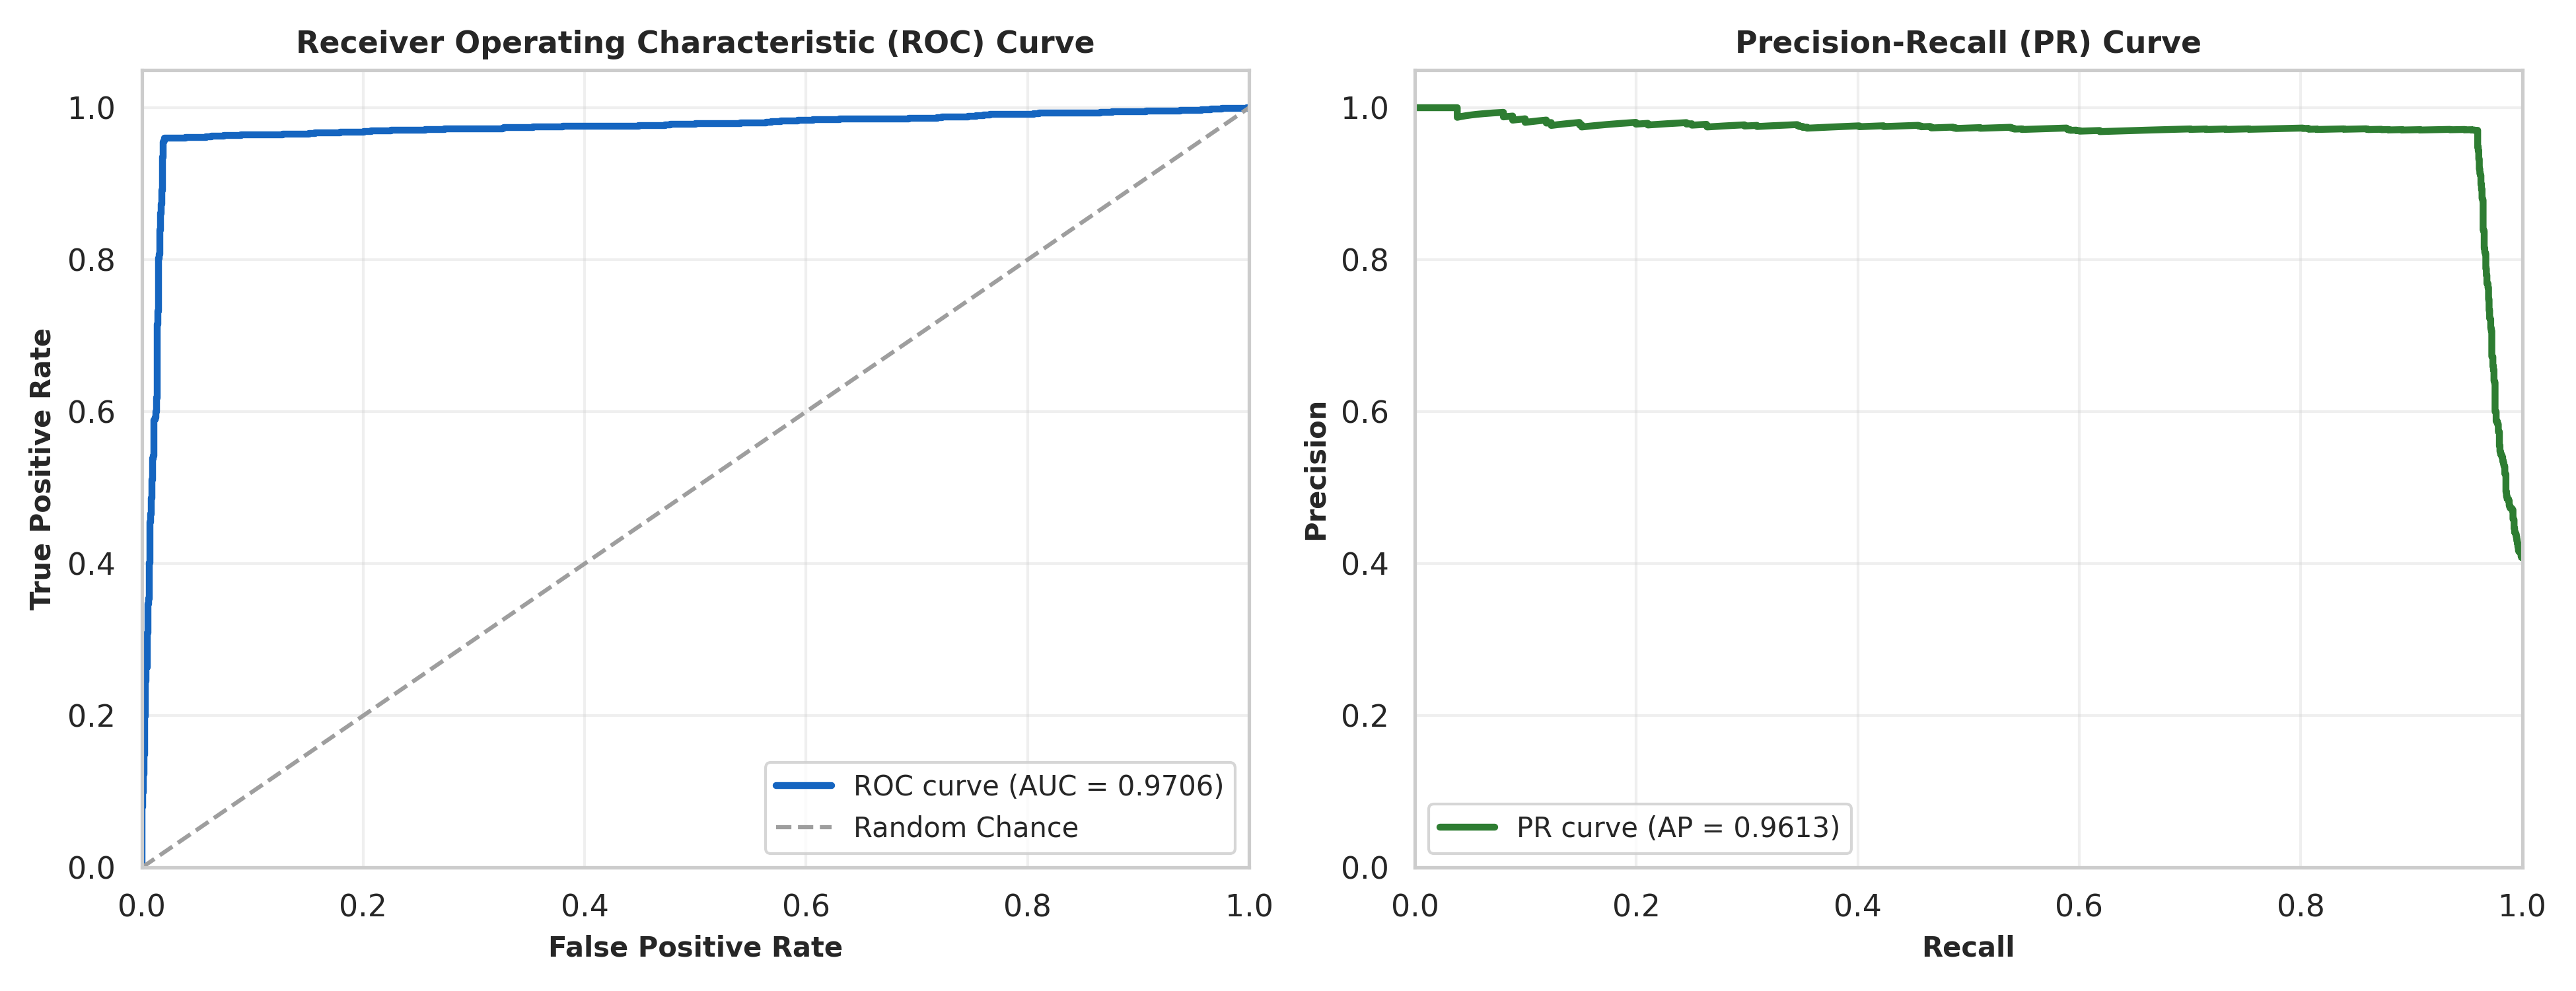 Receiver Operating Characteristic (ROC) Curve
1.0
0.8
0.6
0.4
0.2
0.0
True Positive Rate
0.0 0.2 0.4 0.6 0.8 1.0
False Positive Rate
ROC curve (AUC = 0.9706)
Random Chance
Precision-Recall (PR) Curve
1.0
0.8
0.6
0.4
0.2
0.0
Precision
0.0 0.2 0.4 0.6 0.8 1.0
Recall
PR curve (AP = 0.9613)